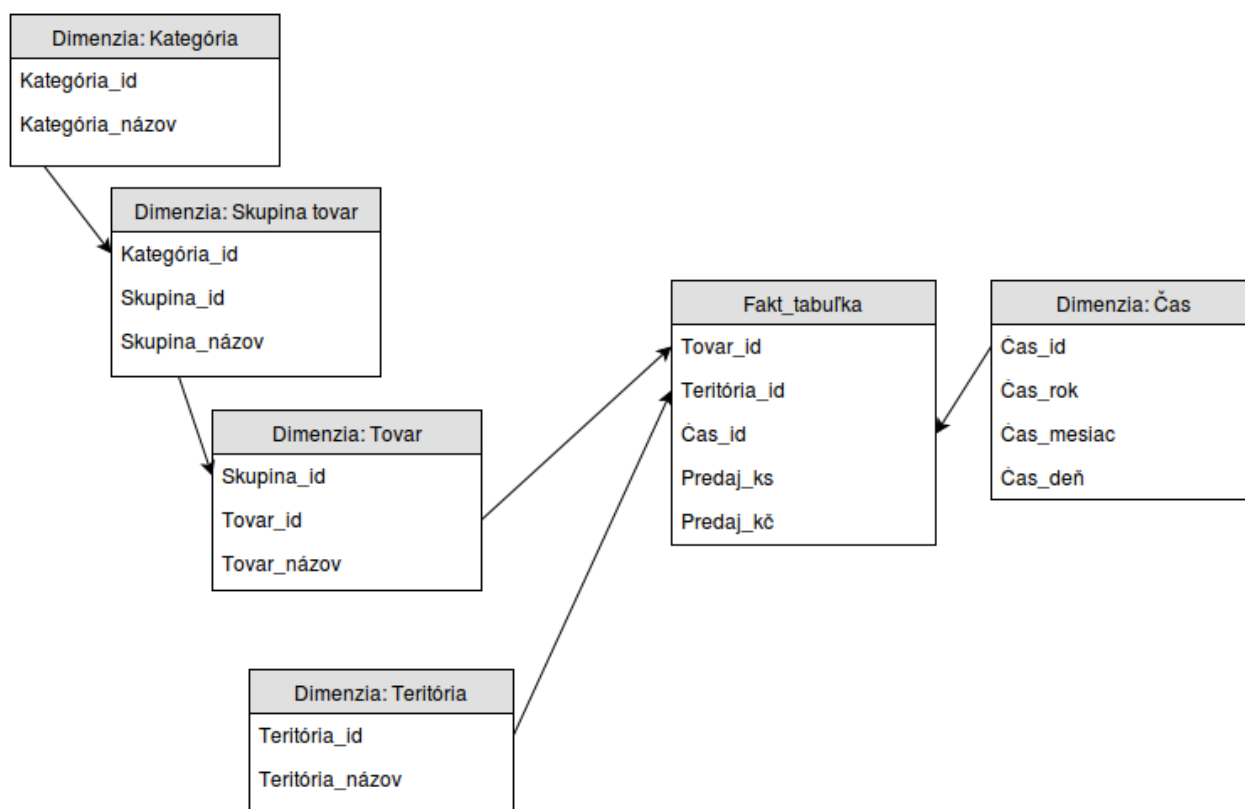 Dimenzia: Kategória
Kategória_id
Kategória_názov
Dimenzia: Skupina tovar
Kategória_id
Skupina_id
Skupina_názov
Dimenzia: Tovar
Skupina_id
Tovar_id
Tovar_názov
Dimenzia: Teritória
Teritória_id
Teritória_názov
Fakt_tabuľka
Tovar_id
Teritória_id
Čas_id
Predaj_ks
Predaj_kč
Dimenzia: Čas
Čas_id
Čas_rok
Čas_mesiac
Čas_deň